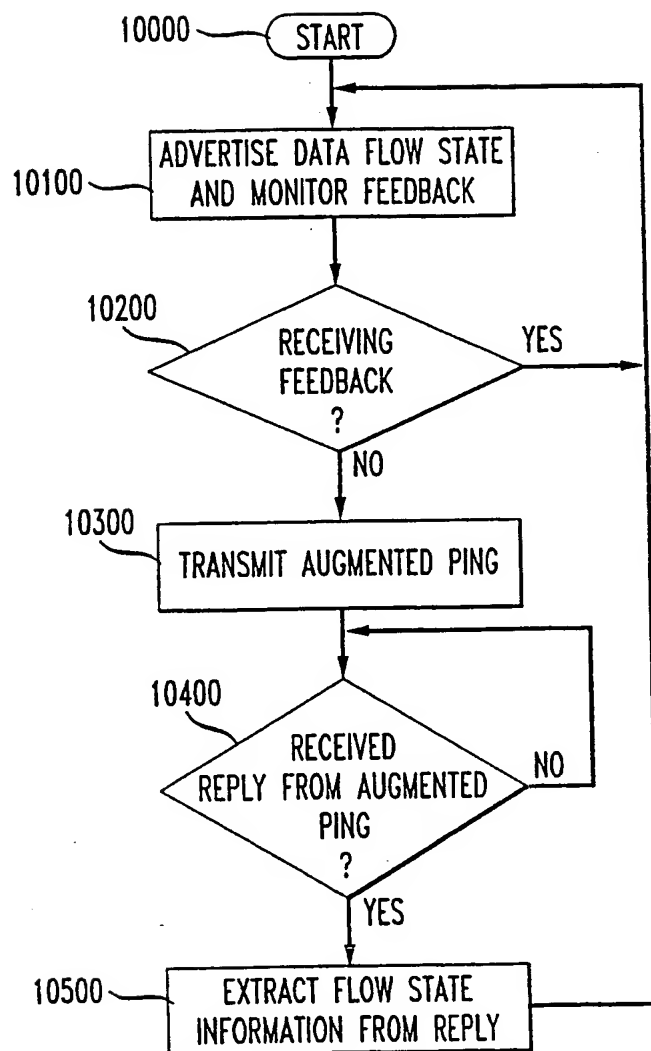 10000
START
10100
ADVERTISE DATA FLOW STATE
AND MONITOR FEEDBACK
10200
RECEIVING
FEEDBACK
?
YES
NO
10300
TRANSMIT AUGMENTED PING
10400
RECEIVED
REPLY FROM AUGMENTED
PING
?
NO
YES
10500
EXTRACT FLOW STATE
INFORMATION FROM REPLY